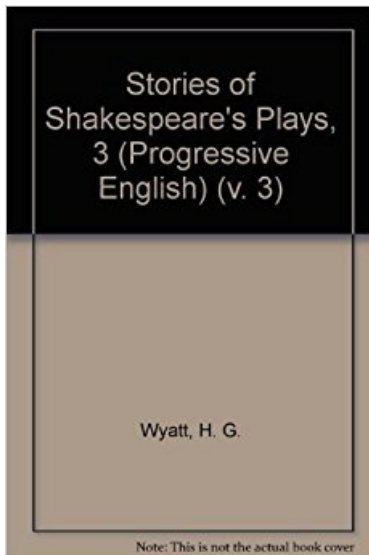 Stories of
Shakespeare's Plays,
3 (Progressive
English) (v. 3)
Wyatt, H. G.
Note: This is not the actual book cover